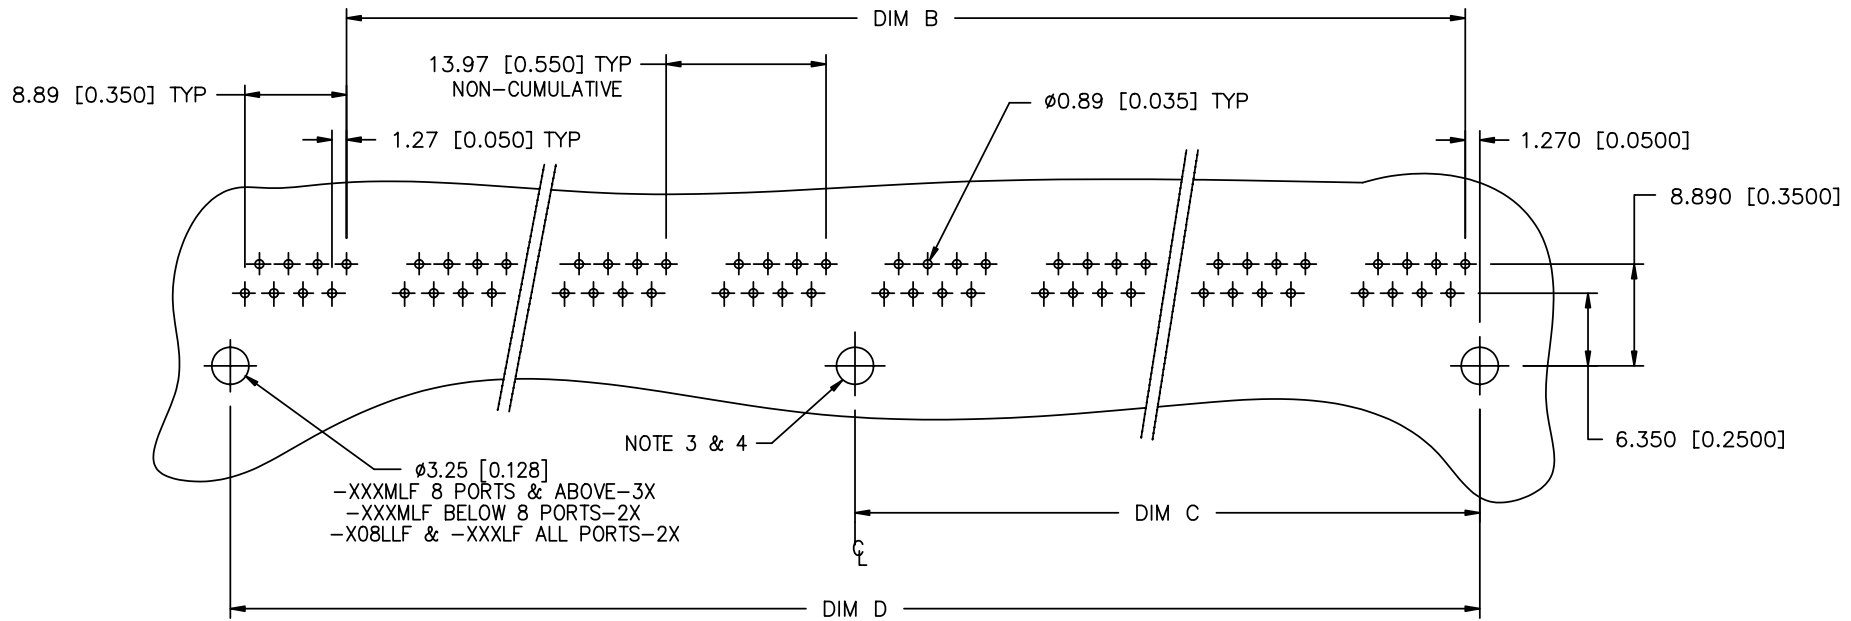 DIM B
13.97 [0.550] TYP
NON-CUMULATIVE
8.89 [0.350] TYP
ø0.89 [0.035] TYP
1.27 [0.050] TYP
1.270 [0.0500]
8.890 [0.3500]
NOTE 3 & 4
6.350 [0.2500]
ø3.25 [0.128]
-XXXMLF 8 PORTS & ABOVE-3X
-XXXMLF BELOW 8 PORTS-2X
-X08LLF & -XXXLF ALL PORTS-2X
DIM C
CL
DIM D